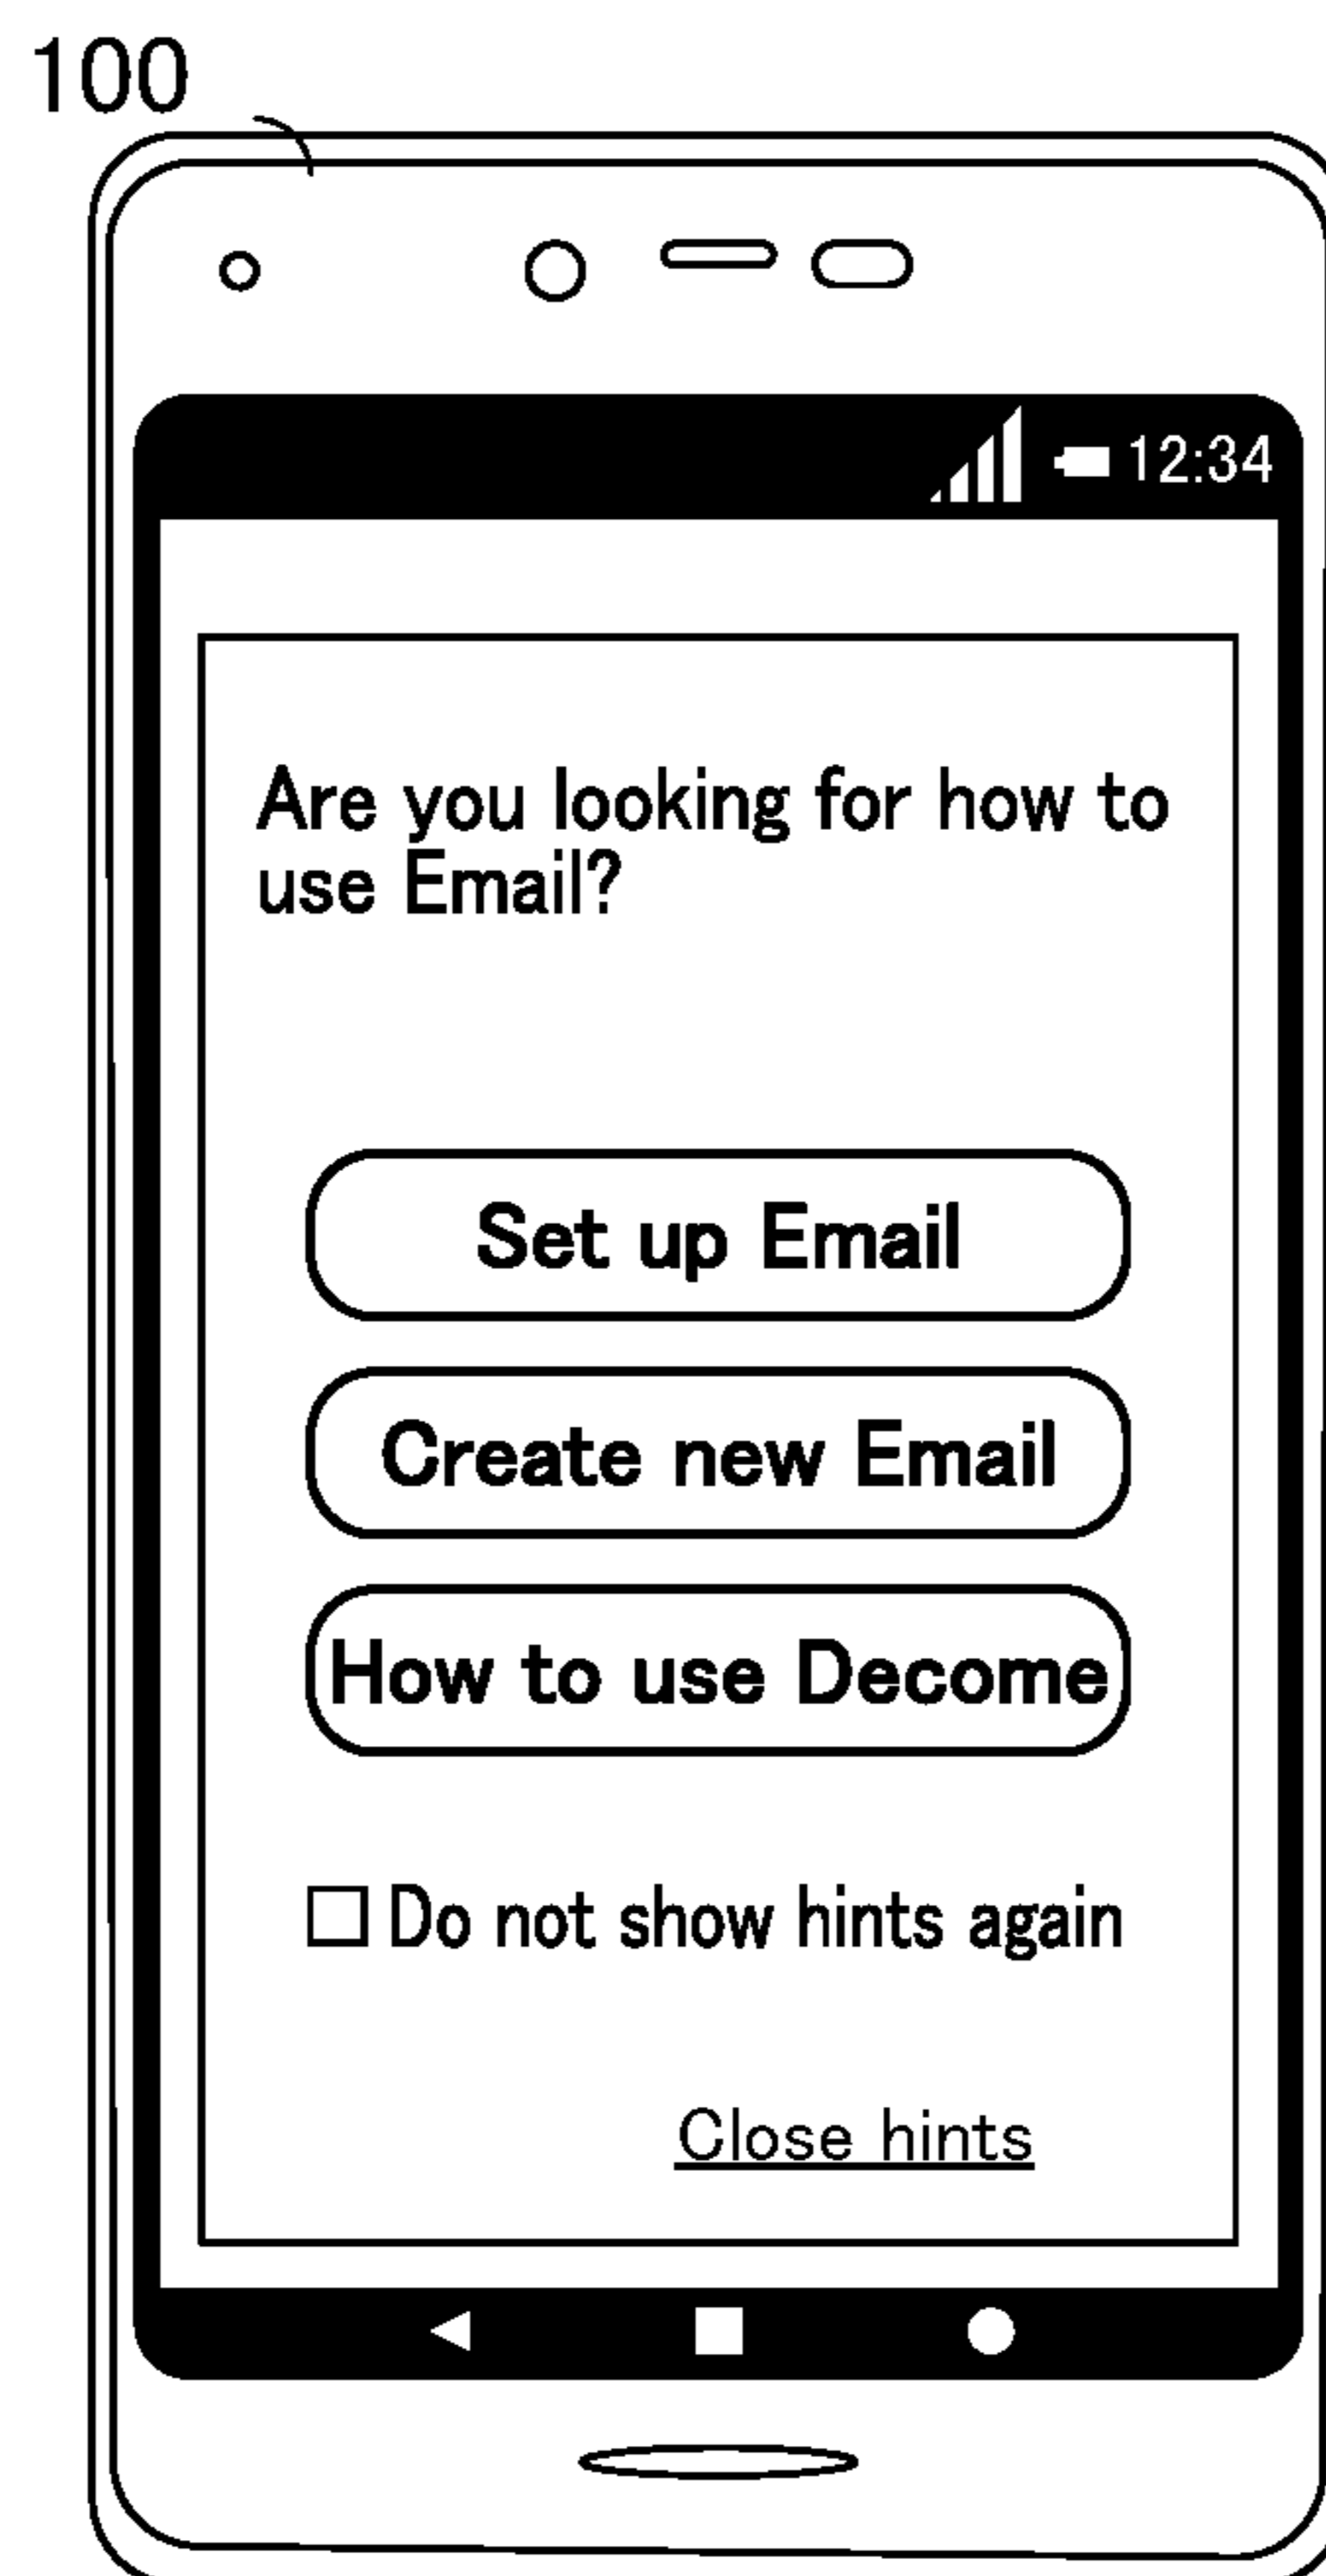 100
12:34
Are you looking for how to
use Email?
Set up Email
Create new Email
How to use Decome
Do not show hints again
Close hints